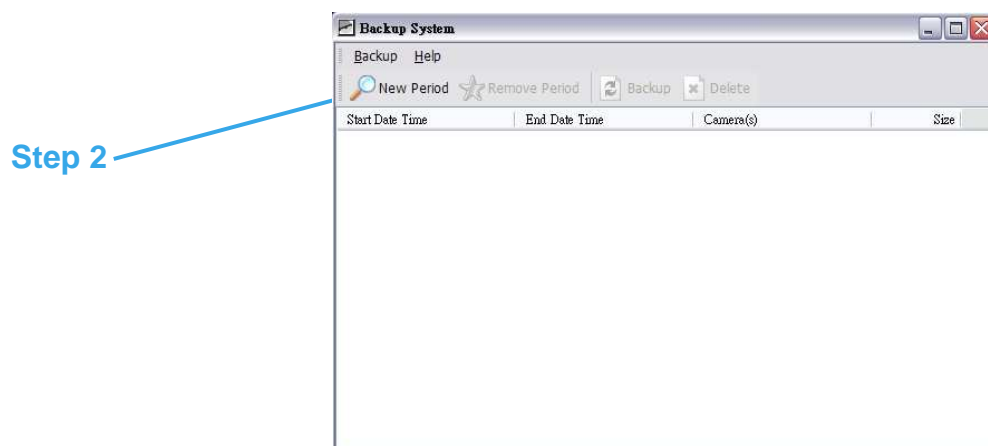 Backup System
Backup Help
New Period Remove Period Backup Delete
Start Date Time End Date Time Camera(s) Size
Step 2